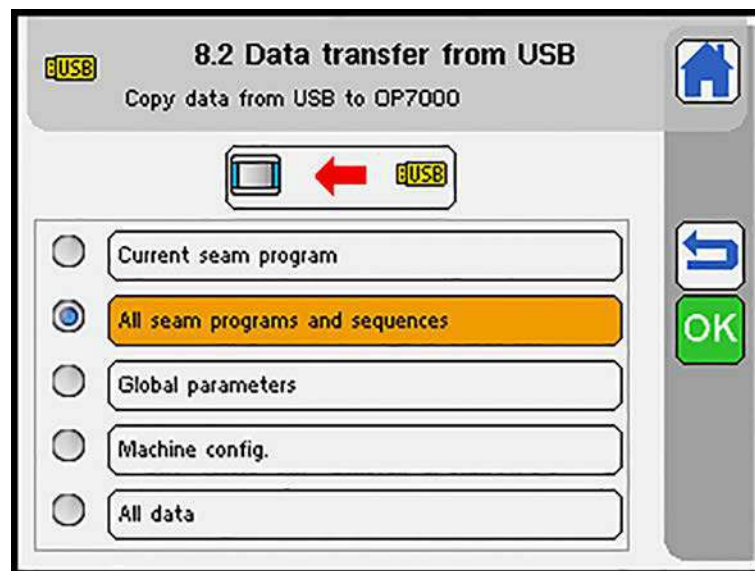 USB
8.2 Data transfer from USB
Copy data from USB to OP7000
USB
Current seam program
All seam programs and sequences
OK
Global parameters
Machine config.
All data